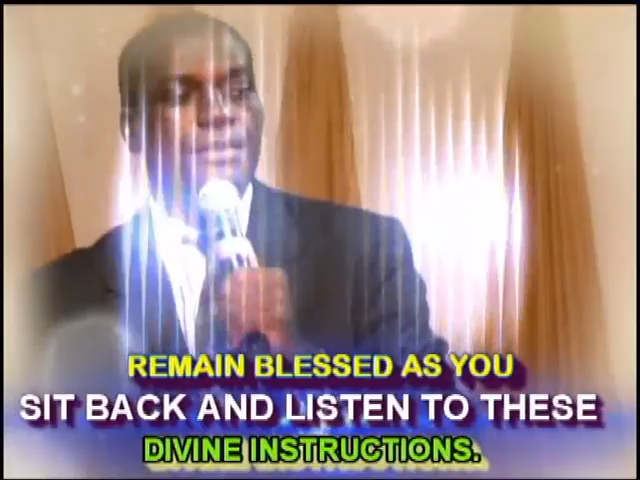 REMAIN BLESSED AS YOU
SIT BACK AND LISTEN TO THESE
DIVINE INSTRUCTIONS.